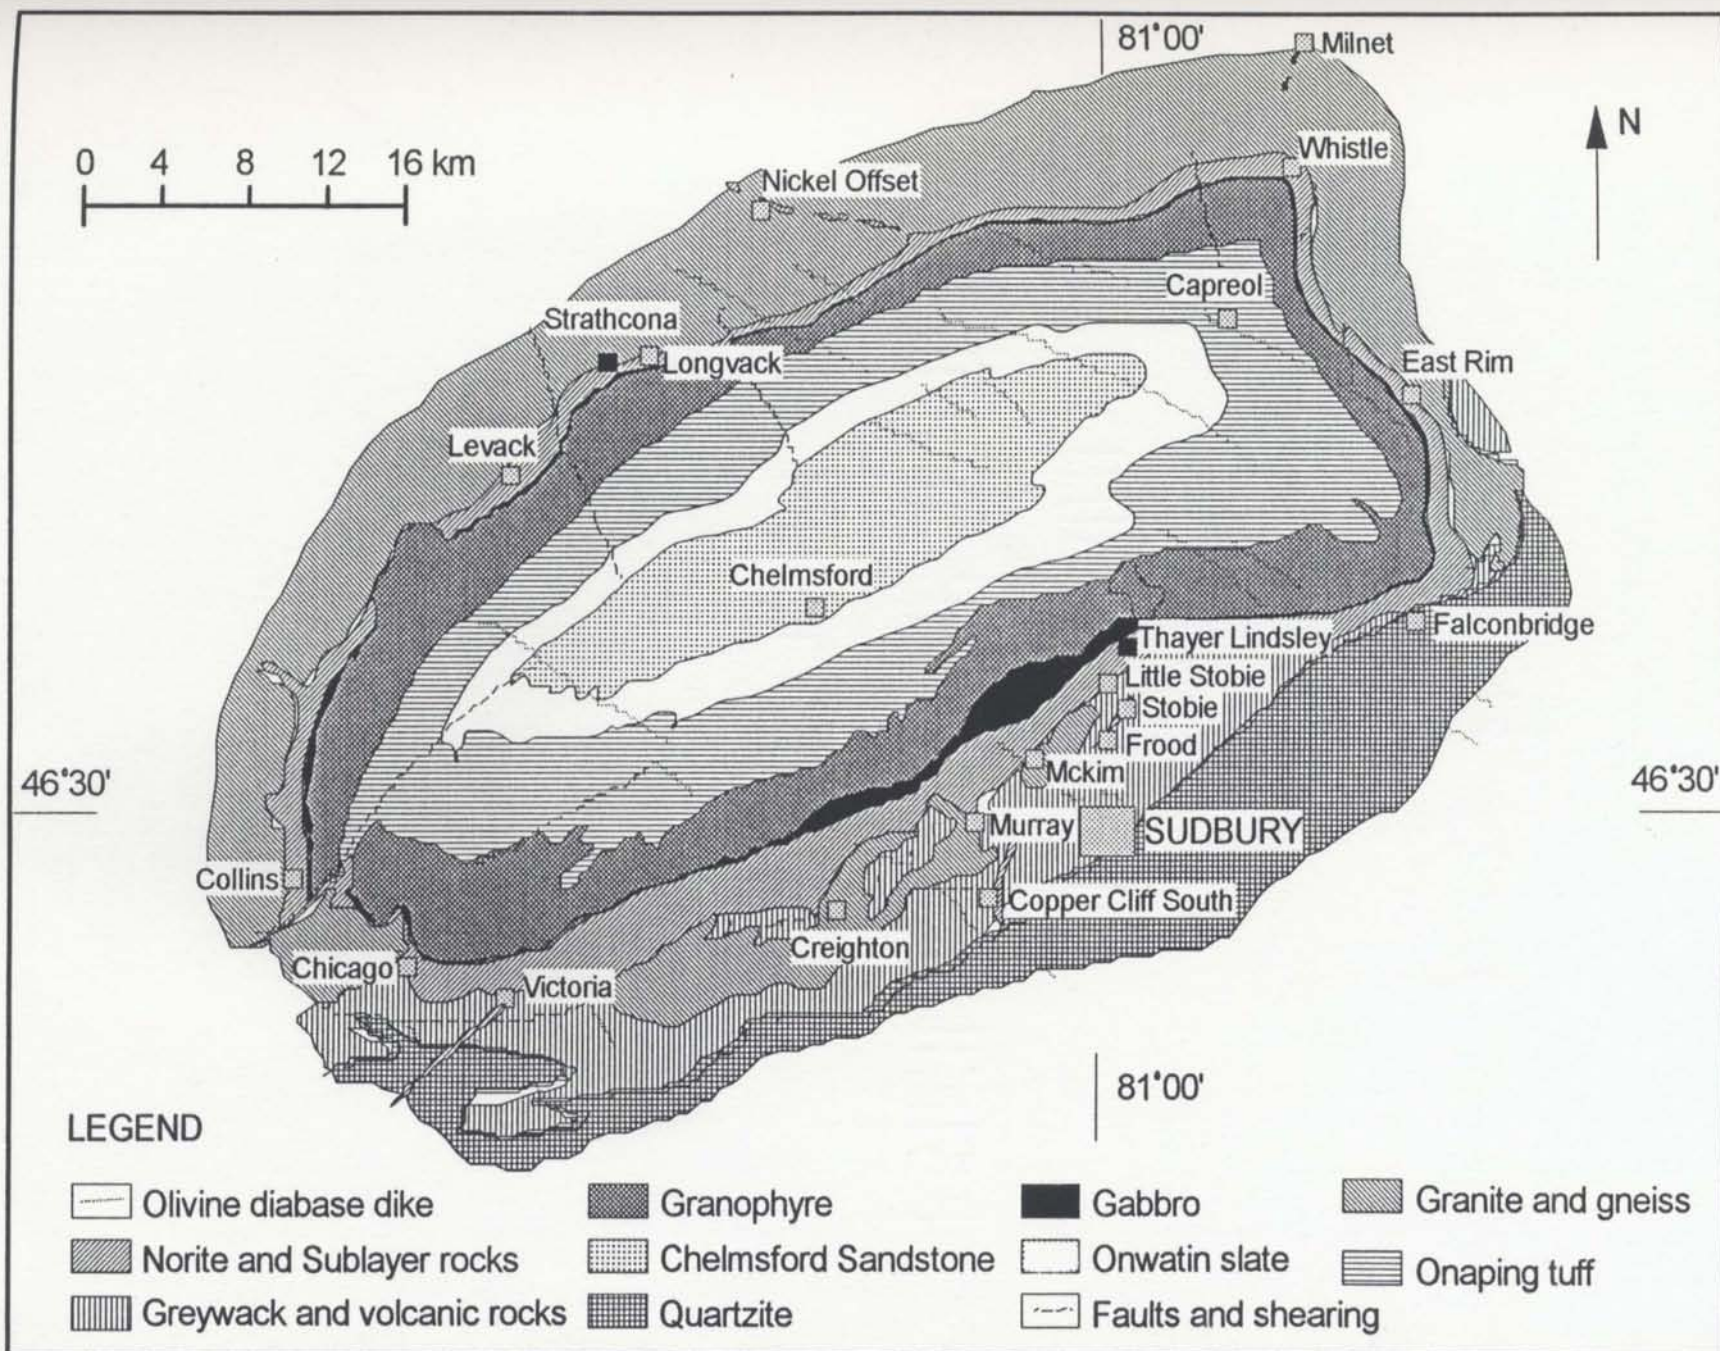 81°00'
Milnet
N
0 4 8 12 16 km
Whistle
Nickel Offset
Capreol
Strathcona
Longvack
East Rim
Levack
Chelmsford
Falconbridge
Thayer Lindsley
Little Stobie
Stobie
Frood
46°30'
46°30'
Mckim
Murray
SUDBURY
Collins
Copper Cliff South
Creighton
Chicago
Victoria
81°00'
LEGEND
Olivine diabase dike
Granophyre
Gabbro
Granite and gneiss
Norite and Sublayer rocks
Chelmsford Sandstone
Onwatin slate
Onaping tuff
Greywack and volcanic rocks
Quartzite
Faults and shearing